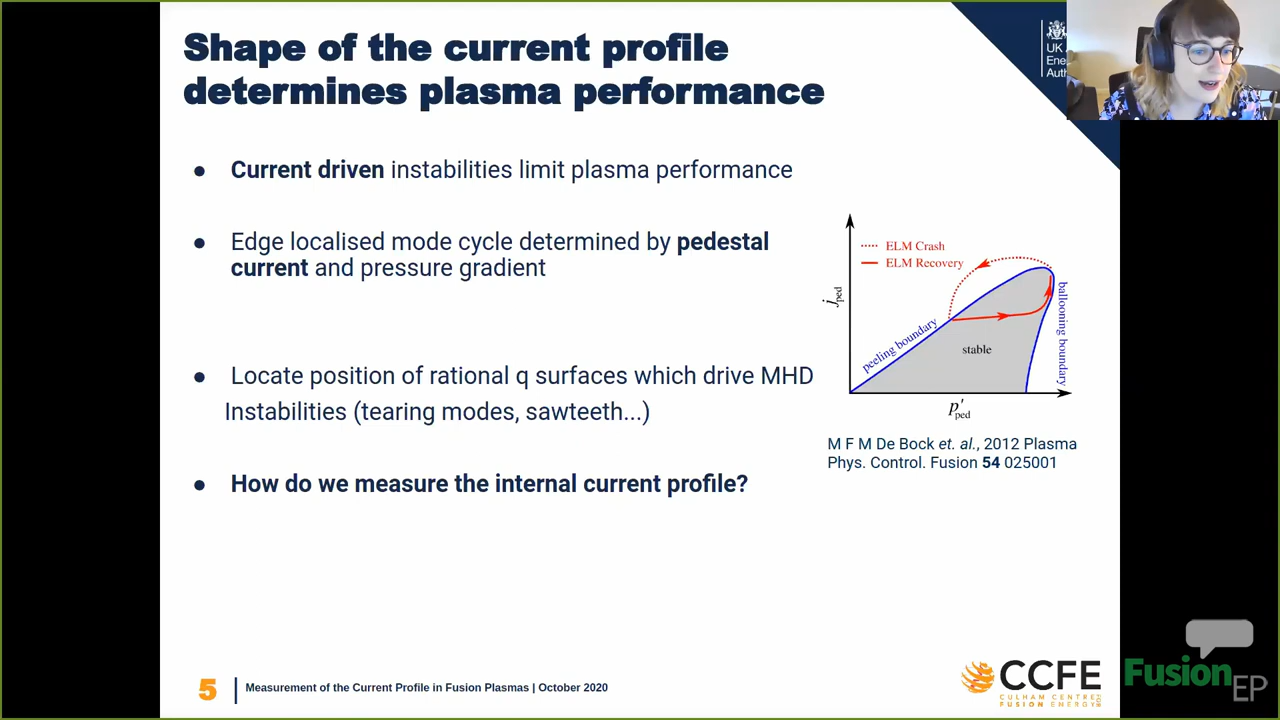 Shape of the current profile
determines plasma performance
UK
Ene
Auth
● Current driven instabilities limit plasma performance
● Edge localised mode cycle determined by pedestal
current and pressure gradient
● Locate position of rational q surfaces which drive MHD
Instabilities (tearing modes, sawteeth...)
● How do we measure the internal current profile?
ELM Crash
ELM Recovery
j ped
peeling boundary
stable
ballooning boundary
p' ped
M F M De Bock et. al., 2012 Plasma
Phys. Control. Fusion 54 025001
5
Measurement of the Current Profile in Fusion Plasmas | October 2020
CCFE
CULHAM CENTRE
FUSION ENERGY
Fusion
EP